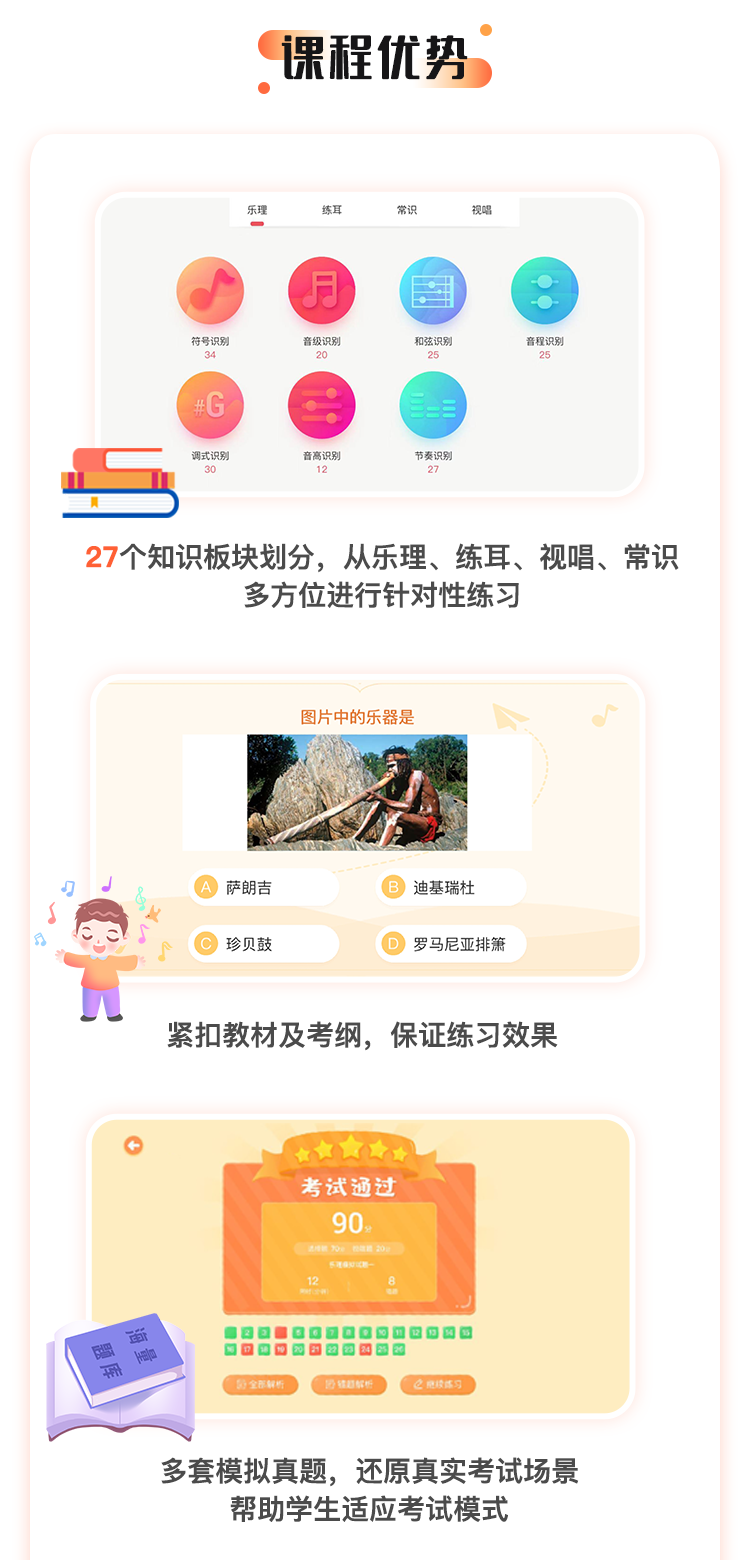 课程优势
乐理 练耳 常识 视唱
符号识别 音级识别 和弦识别 音程识别
34 20 25 25
#G
调式识别 音高识别 节奏识别
30 12 27
27个知识板块划分，从乐理、练耳、视唱、常识
多方位进行针对性练习
图片中的乐器是
A 萨朗吉 B 迪基瑞杜
C 珍贝鼓 D 罗马尼亚排箫
紧扣教材及考纲，保证练习效果
考试通过
90分
乐理模拟试题一
12 8
2 3 5 6 7 8 9 10 11 12 13 14 15
16 17 18 19 20 21 22 23 24 25 26
全部解析 错题解析 继续练习
海量
题库
多套模拟真题，还原真实考试场景
帮助学生适应考试模式